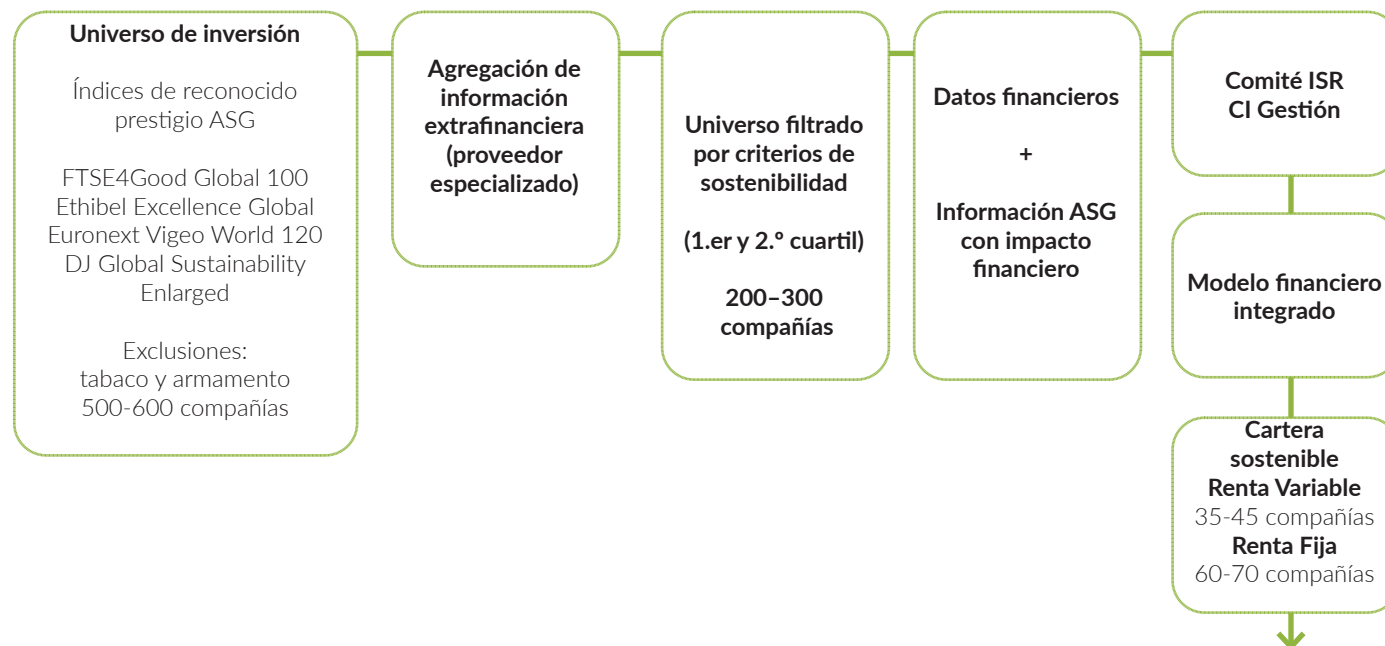 Universo de inversión
Índices de reconocido
prestigio ASG
FTSE4Good Global 100
Ethibel Excellence Global
Euronext Vigeo World 120
DJ Global Sustainability
Enlarged
Exclusiones:
tabaco y armamento
500-600 compañías
Agregación de
información
extrafinanciera
(proveedor
especializado)
Universo filtrado
por criterios de
sostenibilidad
(1.er y 2.º cuartil)
200–300
compañías
Datos financieros
+
Información ASG
con impacto
financiero
Comité ISR
CI Gestión
Modelo financiero
integrado
Cartera
sostenible
Renta Variable
35-45 compañías
Renta Fija
60-70 compañías